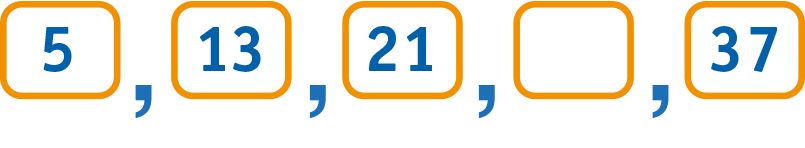 5 , 13 , 21 , , 37